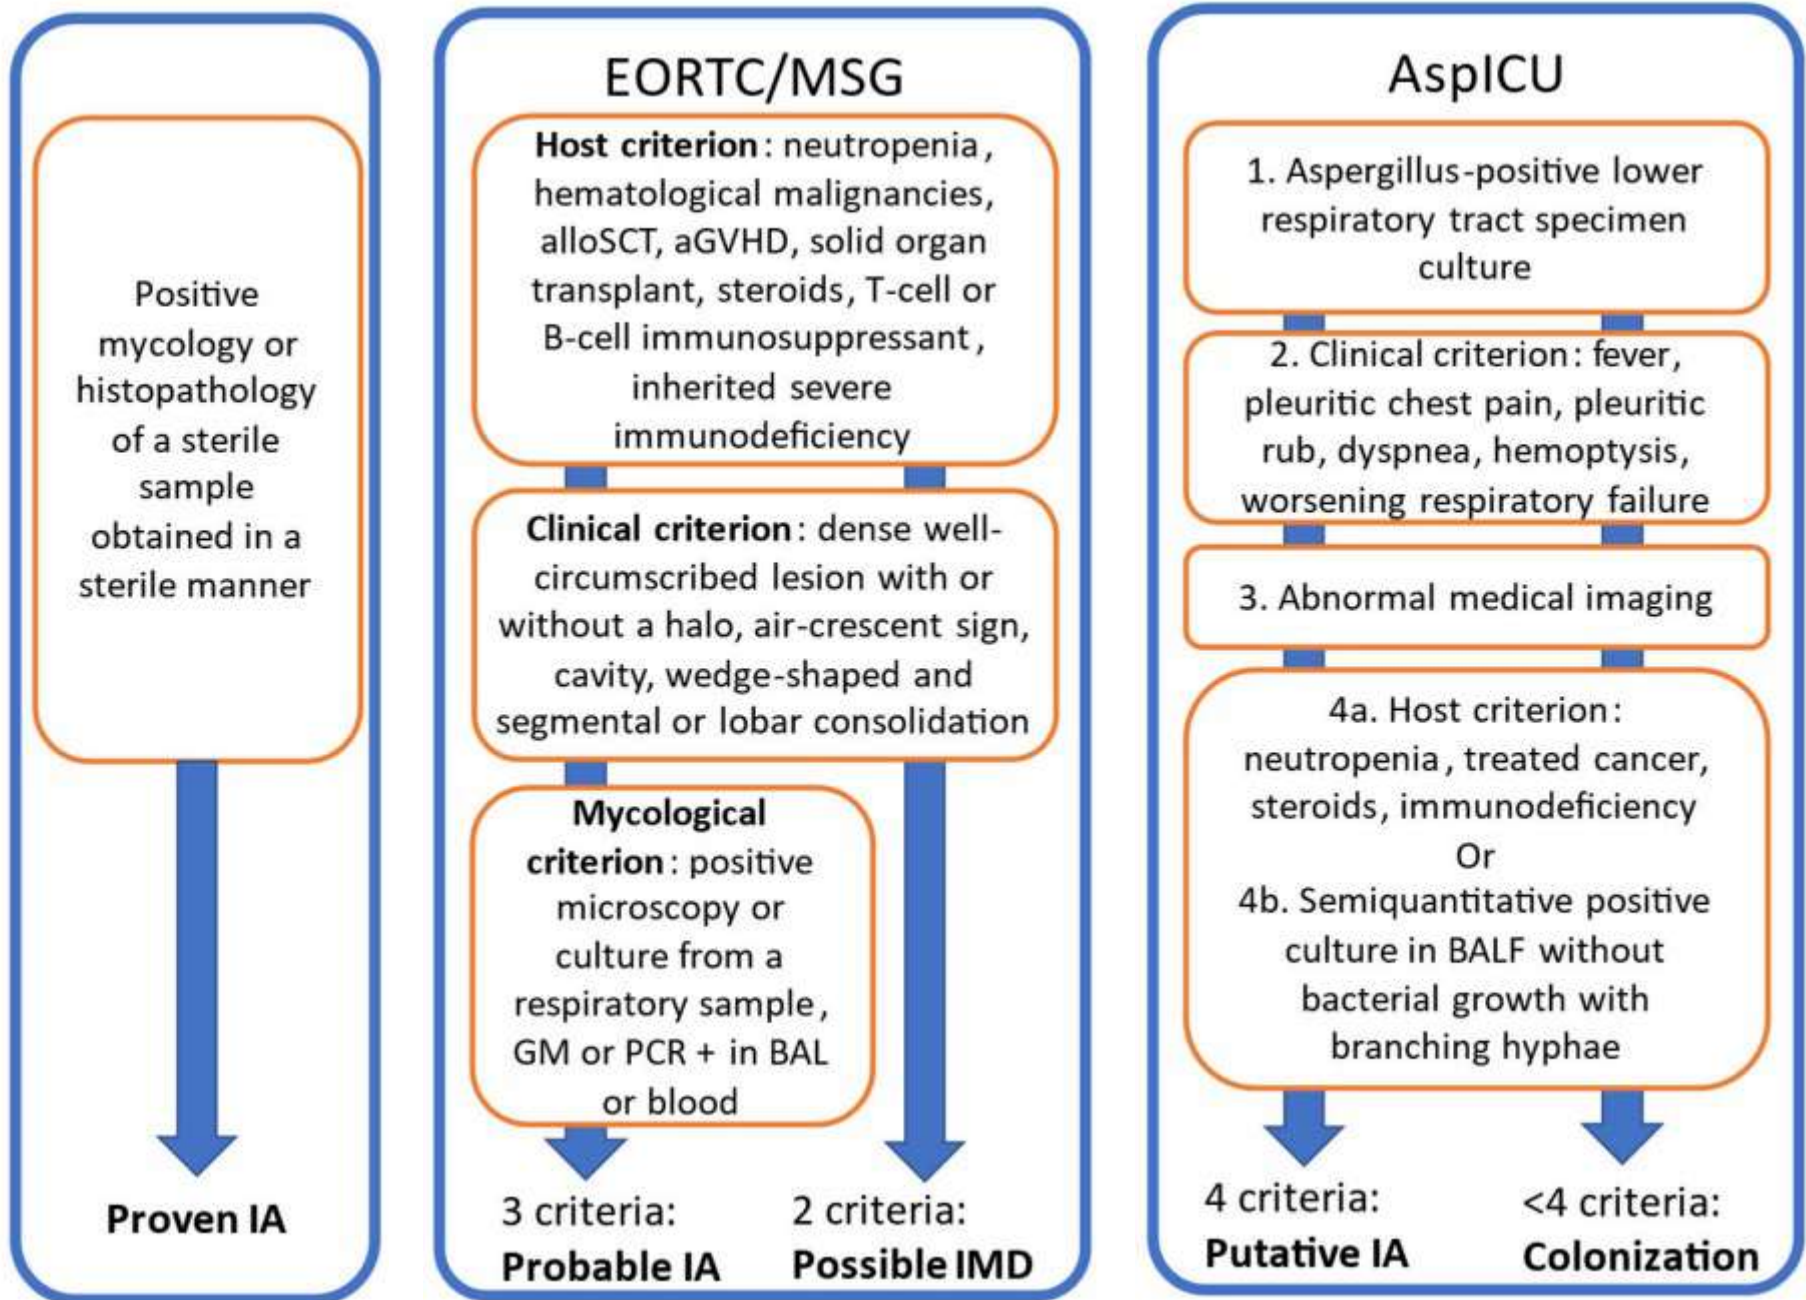 Positive
mycology or
histopathology
of a sterile
sample
obtained in a
sterile manner
Proven IA
EORTC/MSG
Host criterion: neutropenia,
hematological malignancies,
alloSCT, aGVHD, solid organ
transplant, steroids, T-cell or
B-cell immunosuppressant,
inherited severe
immunodeficiency
Clinical criterion: dense well-
circumscribed lesion with or
without a halo, air-crescent sign,
cavity, wedge-shaped and
segmental or lobar consolidation
Mycological
criterion: positive
microscopy or
culture from a
respiratory sample,
GM or PCR + in BAL
or blood
3 criteria:
Probable IA
2 criteria:
Possible IMD
AspICU
1. Aspergillus-positive lower
respiratory tract specimen
culture
2. Clinical criterion: fever,
pleuritic chest pain, pleuritic
rub, dyspnea, hemoptysis,
worsening respiratory failure
3. Abnormal medical imaging
4a. Host criterion:
neutropenia, treated cancer,
steroids, immunodeficiency
Or
4b. Semiquantitative positive
culture in BALF without
bacterial growth with
branching hyphae
4 criteria:
Putative IA
<4 criteria:
Colonization